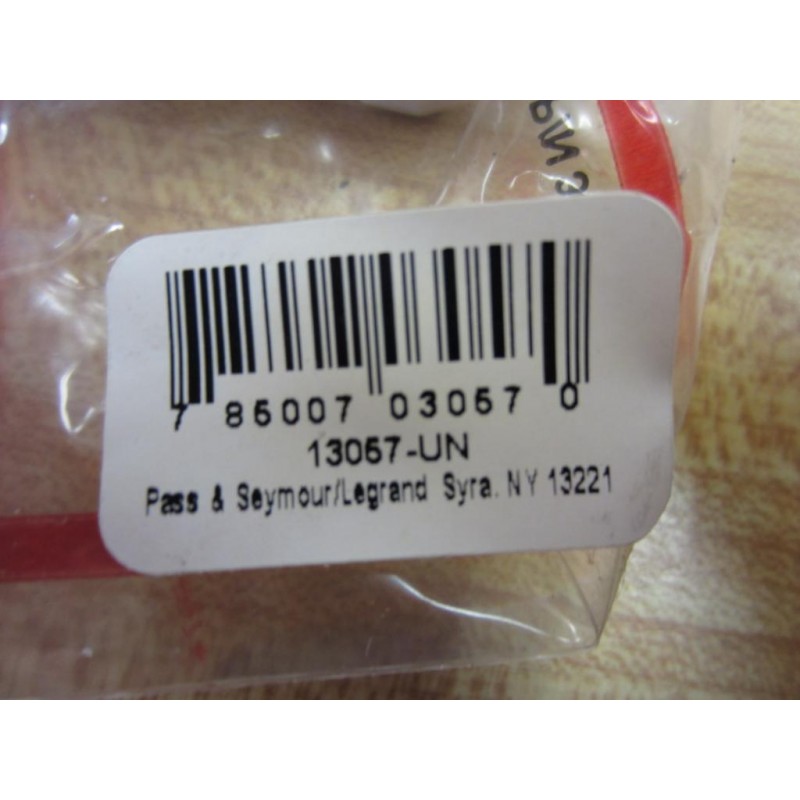 7 85007 03057 0
13057-UN
Pass & Seymour/Legrand Syra. NY 13221